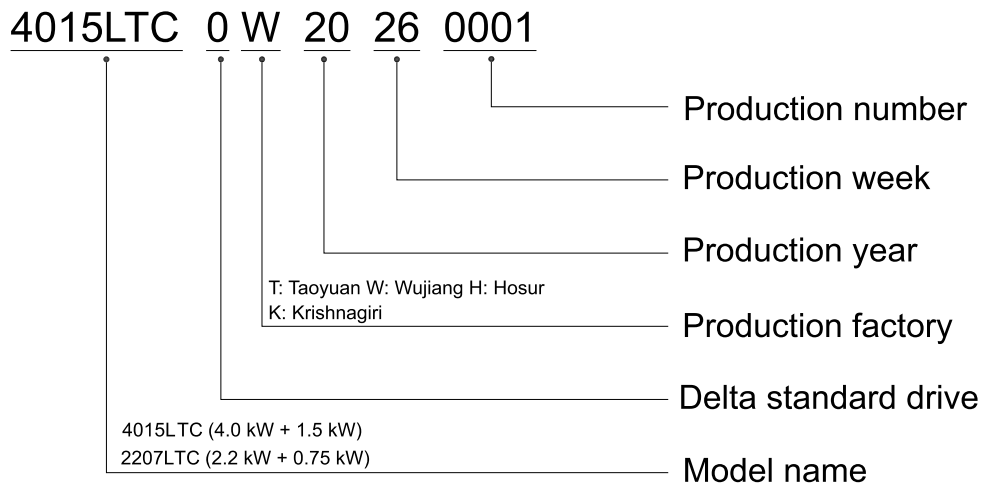 4015LTC 0 W 20 26 0001
Production number
Production week
Production year
T: Taoyuan W: Wujiang H: Hosur
K: Krishnagiri
Production factory
Delta standard drive
4015LTC (4.0 kW + 1.5 kW)
2207LTC (2.2 kW + 0.75 kW)
Model name